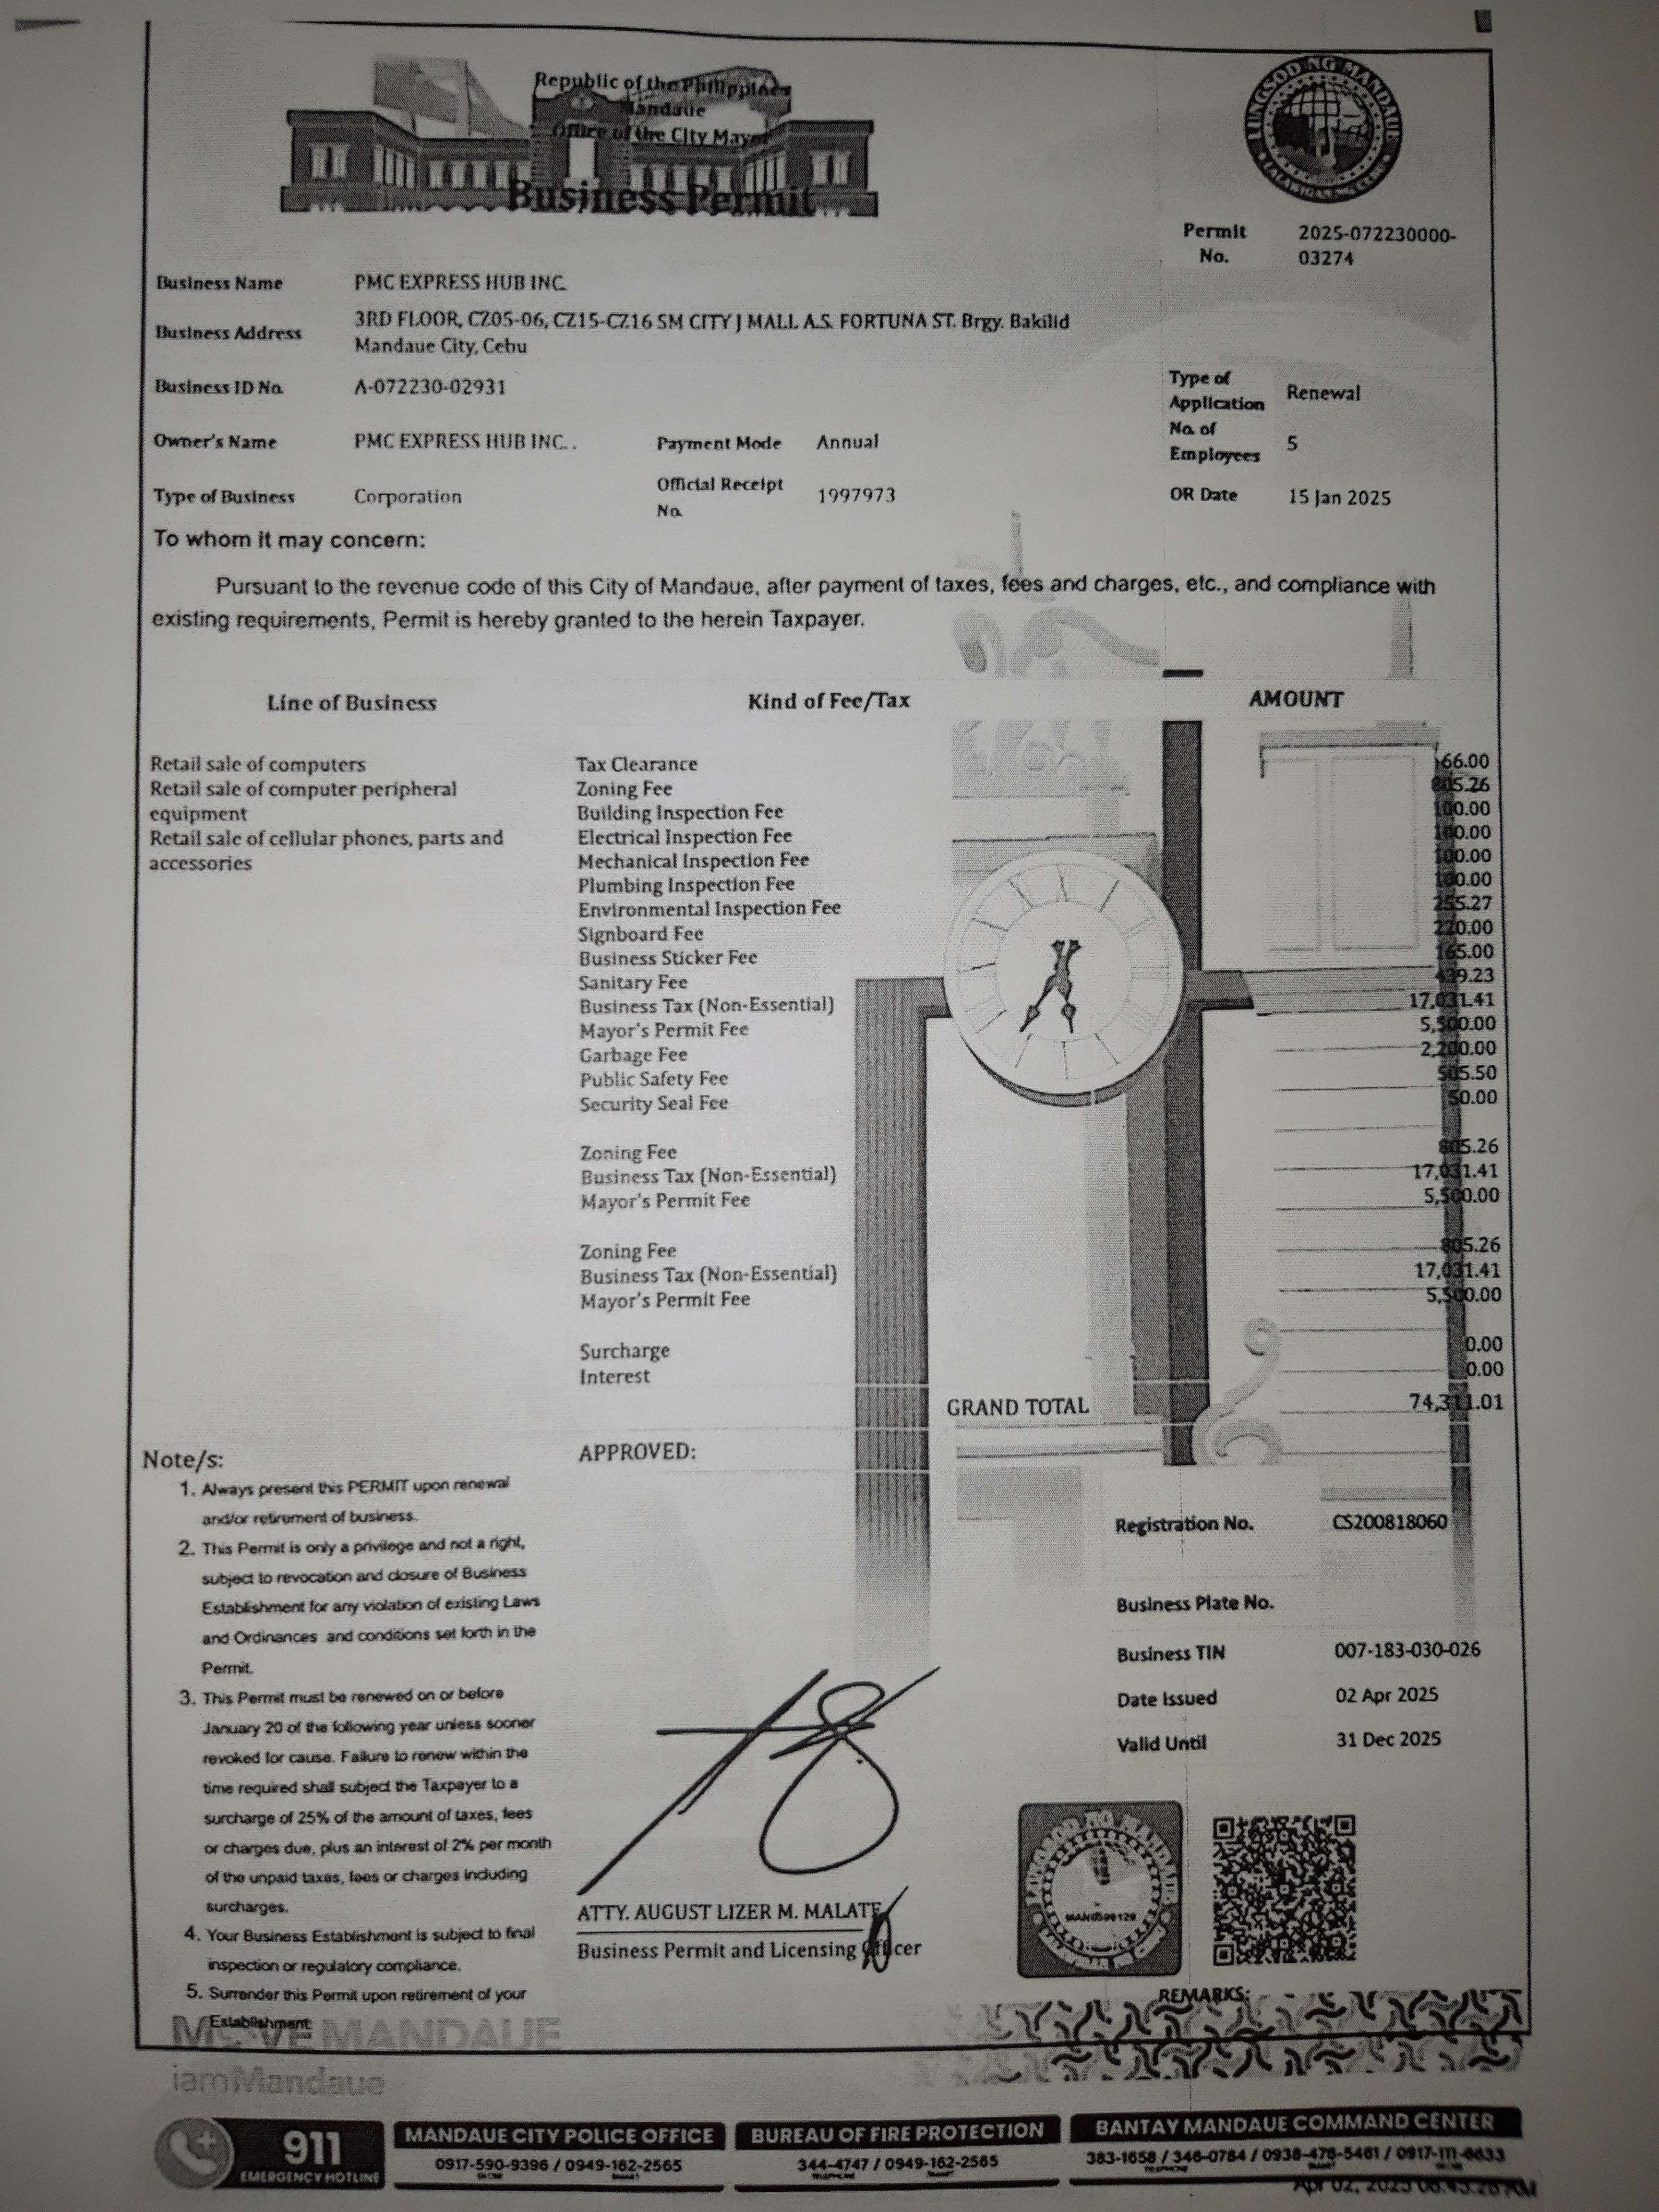 Republic of the Philippines
Mandaue
Office of the City Mayor
Business Permit
LUNGSOD NG MANDAUE
Permit No. 2025-072230000-03274
Business Name PMC EXPRESS HUB INC.
Business Address 3RD FLOOR, CZ05-06, CZ15-CZ16 SM CITY J MALL A.S. FORTUNA ST. Brgy. Bakilid
Mandaue City, Cebu
Business ID No. A-072230-02931
Type of Application Renewal
Owner's Name PMC EXPRESS HUB INC. .
Payment Mode Annual
No. of Employees 5
Type of Business Corporation
Official Receipt No. 1997973
OR Date 15 Jan 2025
To whom it may concern:
Pursuant to the revenue code of this City of Mandaue, after payment of taxes, fees and charges, etc., and compliance with
existing requirements, Permit is hereby granted to the herein Taxpayer.
Line of Business Kind of Fee/Tax AMOUNT
Retail sale of computers
Retail sale of computer peripheral
equipment
Retail sale of cellular phones, parts and
accessories
Tax Clearance 166.00
Zoning Fee 805.26
Building Inspection Fee 100.00
Electrical Inspection Fee 100.00
Mechanical Inspection Fee 100.00
Plumbing Inspection Fee 100.00
Environmental Inspection Fee 255.27
Signboard Fee 220.00
Business Sticker Fee 165.00
Sanitary Fee 439.23
Business Tax (Non-Essential) 17,031.41
Mayor's Permit Fee 5,500.00
Garbage Fee 2,200.00
Public Safety Fee 505.50
Security Seal Fee 50.00
Zoning Fee 805.26
Business Tax (Non-Essential) 17,031.41
Mayor's Permit Fee 5,500.00
Zoning Fee 805.26
Business Tax (Non-Essential) 17,031.41
Mayor's Permit Fee 5,500.00
Surcharge 0.00
Interest 0.00
GRAND TOTAL 74,311.01
Note/s:
1. Always present this PERMIT upon renewal
and/or retirement of business.
2. This Permit is only a privilege and not a right,
subject to revocation and closure of Business
Establishment for any violation of existing Laws
and Ordinances and conditions set forth in the
Permit.
3. This Permit must be renewed on or before
January 20 of the following year unless sooner
revoked for cause. Failure to renew within the
time required shall subject the Taxpayer to a
surcharge of 25% of the amount of taxes, fees
or charges due, plus an interest of 2% per month
of the unpaid taxes, fees or charges including
surcharges.
4. Your Business Establishment is subject to final
inspection or regulatory compliance.
5. Surrender this Permit upon retirement of your
Establishment
APPROVED:
ATTY. AUGUST LIZER M. MALATE
Business Permit and Licensing Officer
Registration No. CS200818060
Business Plate No.
Business TIN 007-183-030-026
Date Issued 02 Apr 2025
Valid Until 31 Dec 2025
REMARKS:
MOVE MANDAUE
iamMandaue
911
EMERGENCY HOTLINE
MANDAUE CITY POLICE OFFICE
0917-590-9396 / 0949-162-2565
BUREAU OF FIRE PROTECTION
344-4747 / 0949-162-2565
BANTAY MANDAUE COMMAND CENTER
383-1658 / 346-0784 / 0938-476-5461 / 0917-111-6633
Apr 02, 2025